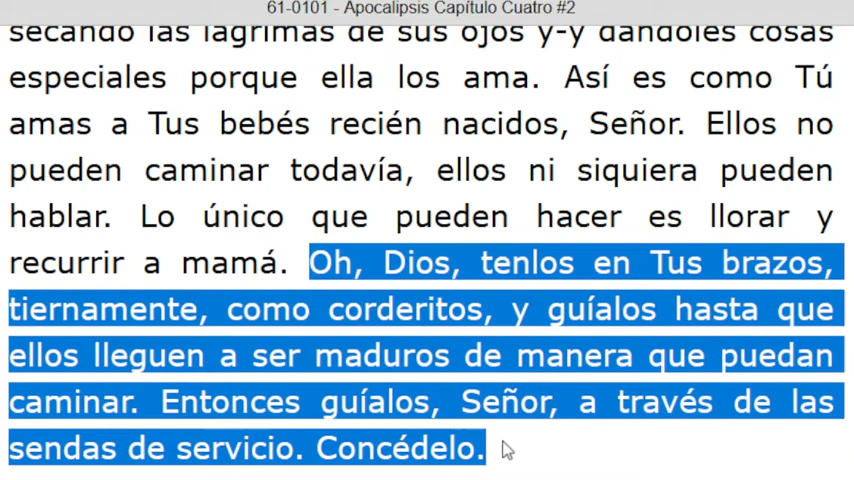 61-0101 - Apocalipsis Capítulo Cuatro #2
secando las lágrimas de sus ojos y-y dándoles cosas
especiales porque ella los ama. Así es como Tú
amas a Tus bebés recién nacidos, Señor. Ellos no
pueden caminar todavía, ellos ni siquiera pueden
hablar. Lo único que pueden hacer es llorar y
recurrir a mamá. Oh, Dios, tenlos en Tus brazos,
tiernamente, como corderitos, y guíalos hasta que
ellos lleguen a ser maduros de manera que puedan
caminar. Entonces guíalos, Señor, a través de las
sendas de servicio. Concédelo.